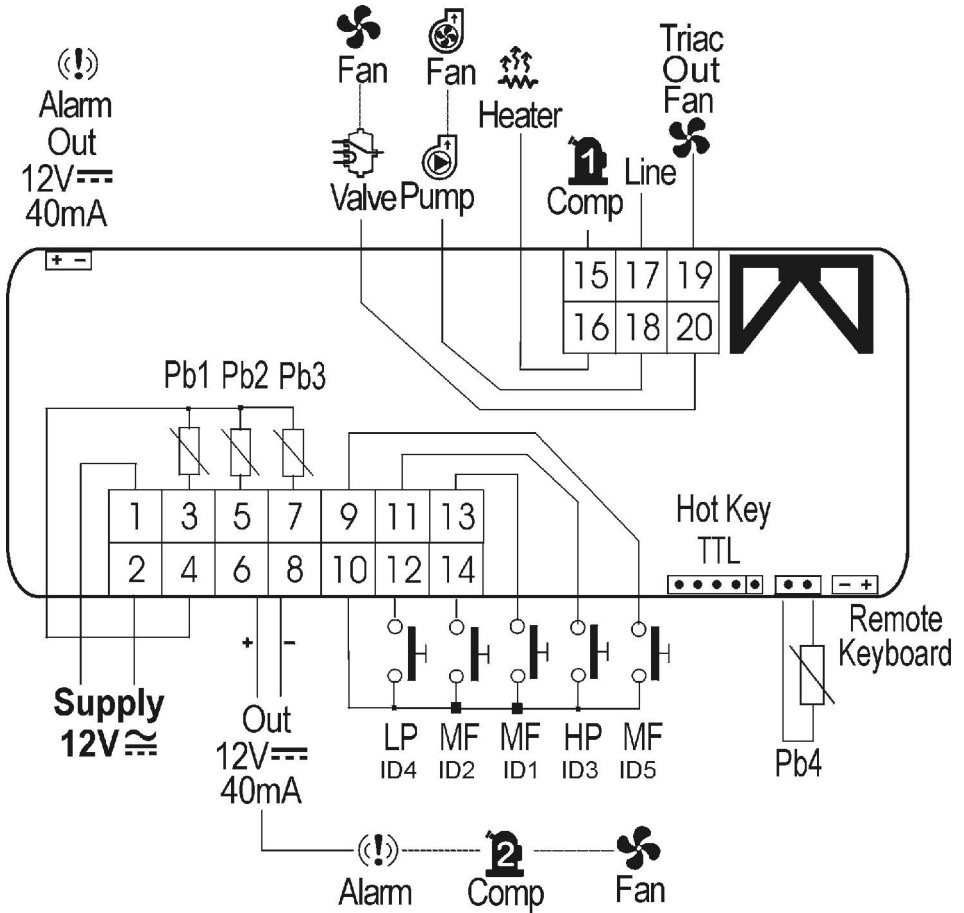 Alarm
Out
12V
40mA
Fan
Fan
Valve
Pump
Heater
1
Comp
Line
Triac
Out
Fan
+ -
15 17 19
16 18 20
Pb1 Pb2 Pb3
1 3 5 7 9 11 13
2 4 6 8 10 12 14
Hot Key
TTL
- +
Remote
Keyboard
Pb4
Supply
12V
+ -
Out
12V
40mA
LP MF MF HP MF
ID4 ID2 ID1 ID3 ID5
Alarm
2
Comp
Fan